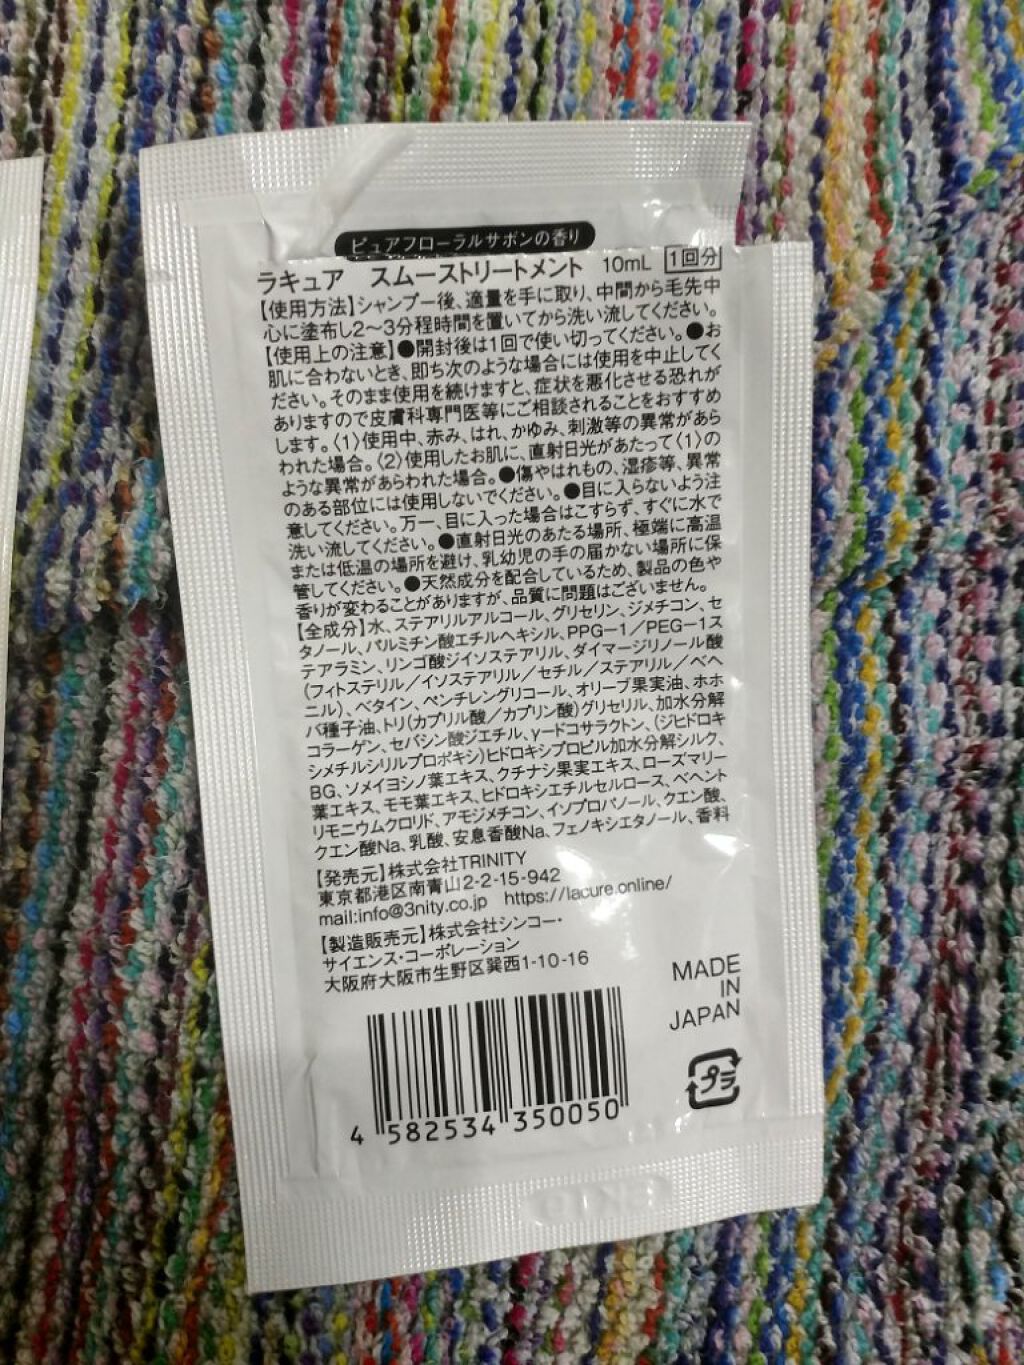 ピュアフローラルサボンの香り
ラキュア スムーストリートメント 10mL 1回分
【使用方法】シャンプー後、適量を手に取り、中間から毛先中
心に塗布し2〜3分程時間を置いてから洗い流してください。
【使用上の注意】●開封後は1回で使い切ってください。●お
肌に合わないとき、即ち次のような場合には使用を中止してく
ださい。そのまま使用を続けますと、症状を悪化させる恐れが
ありますので皮膚科専門医等にご相談されることをおすすめ
します。〈1〉使用中、赤み、はれ、かゆみ、刺激等の異常があら
われた場合。〈2〉使用したお肌に、直射日光があたって〈1〉の
ような異常があらわれた場合。●傷やはれもの、湿疹等、異常
のある部位には使用しないでください。●目に入らないよう注
意してください。万一、目に入った場合はこすらず、すぐに水で
洗い流してください。●直射日光のあたる場所、極端に高温
または低温の場所を避け、乳幼児の手の届かない場所に保
管してください。●天然成分を配合しているため、製品の色や
香りが変わることがありますが、品質に問題はございません。
【全成分】水、ステアリルアルコール、グリセリン、ジメチコン、セ
タノール、パルミチン酸エチルヘキシル、PPG-1／PEG-1ス
テアラミン、リンゴ酸ジイソステアリル、ダイマージリノール酸
(フィトステリル／イソステアリル／セチル／ステアリル／ベヘ
ニル)、ベタイン、ペンチレングリコール、オリーブ果実油、ホホ
バ種子油、トリ(カプリル酸／カプリン酸)グリセリル、加水分解
コラーゲン、セバシン酸ジエチル、γ-ドコサラクトン、(ジヒドロキ
シメチルシリルプロポキシ)ヒドロキシプロピル加水分解シルク、
BG、ソメイヨシノ葉エキス、クチナシ果実エキス、ローズマリー
葉エキス、モモ葉エキス、ヒドロキシエチルセルロース、ベヘント
リモニウムクロリド、アモジメチコン、イソプロパノール、クエン酸、
クエン酸Na、乳酸、安息香酸Na、フェノキシエタノール、香料
【発売元】株式会社TRINITY
東京都港区南青山2-2-15-942
mail:info@3nity.co.jp https://lacure.online/
【製造販売元】株式会社シンコー・
サイエンス・コーポレーション
大阪府大阪市生野区巽西1-10-16
MADE
IN
JAPAN
プラ
4 582534 350050